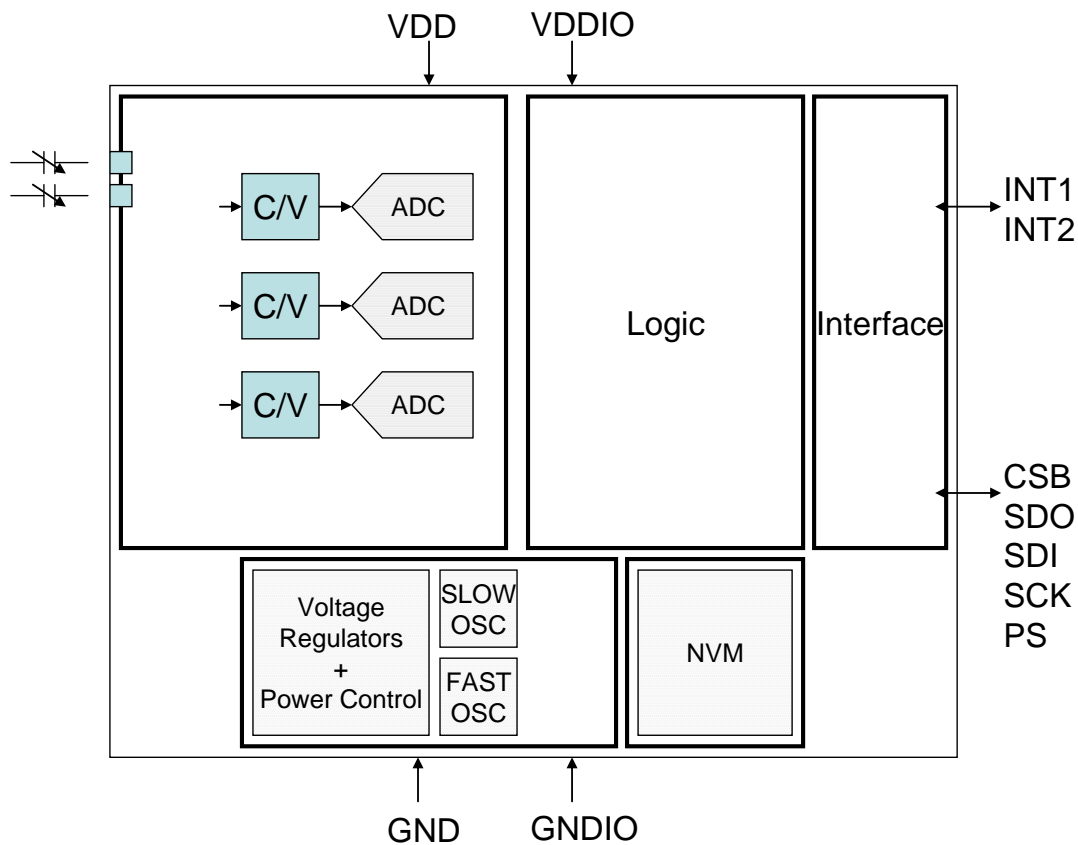 VDD
VDDIO
C/V
ADC
C/V
ADC
C/V
ADC
Logic
Interface
INT1
INT2
CSB
SDO
SDI
SCK
PS
Voltage
Regulators
+
Power Control
SLOW
OSC
FAST
OSC
NVM
GND
GNDIO